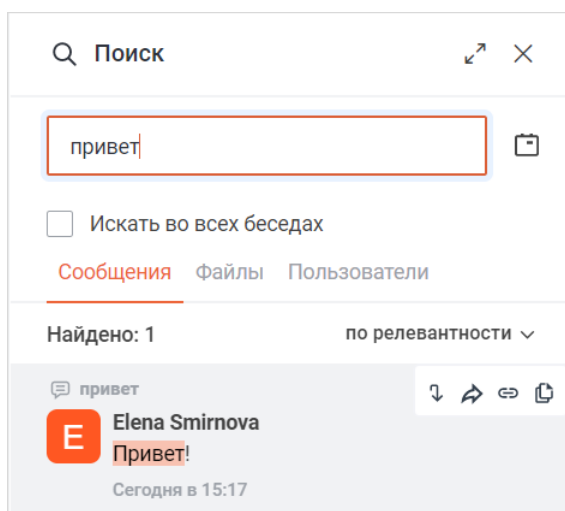 Поиск
привет
Искать во всех беседах
Сообщения Файлы Пользователи
Найдено: 1 по релевантности
привет
E Elena Smirnova
Привет!
Сегодня в 15:17